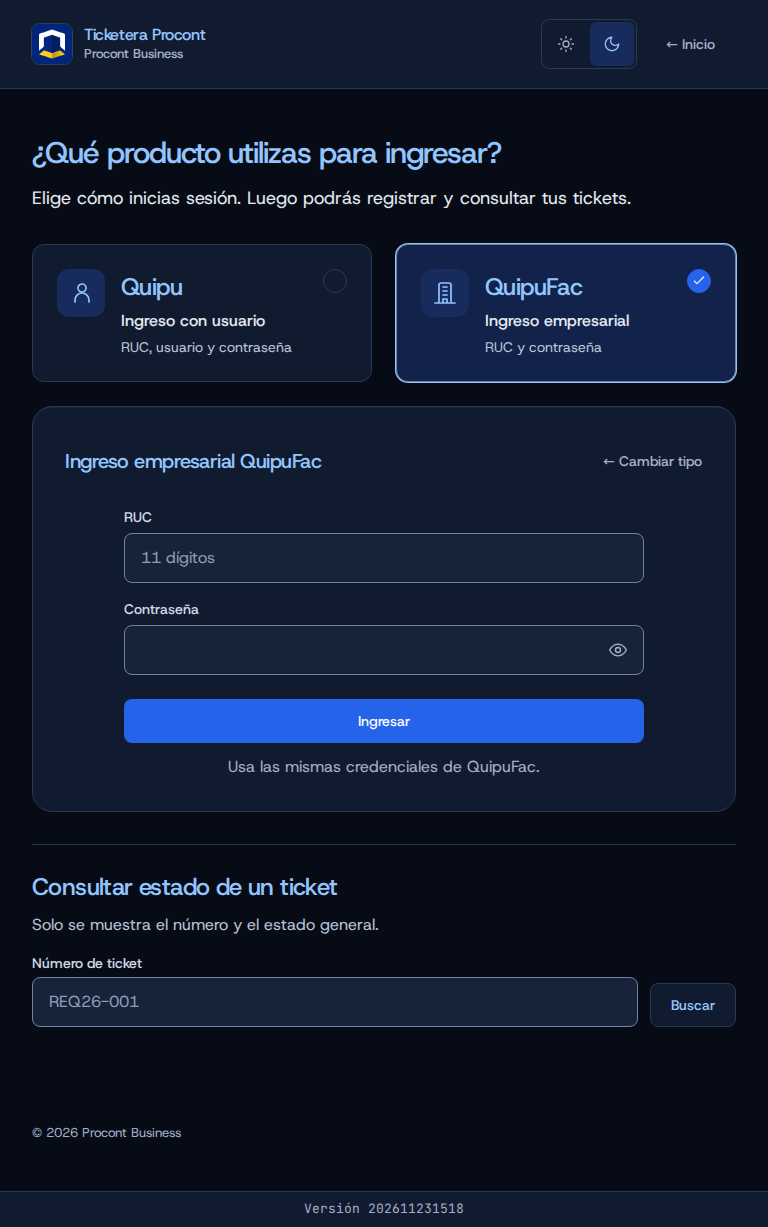 Ticketera Procont
Procont Business
← Inicio
¿Qué producto utilizas para ingresar?
Elige cómo inicias sesión. Luego podrás registrar y consultar tus tickets.
Quipu
Ingreso con usuario
RUC, usuario y contraseña
QuipuFac
Ingreso empresarial
RUC y contraseña
Ingreso empresarial QuipuFac
← Cambiar tipo
RUC
11 dígitos
Contraseña
Ingresar
Usa las mismas credenciales de QuipuFac.
Consultar estado de un ticket
Solo se muestra el número y el estado general.
Número de ticket
REQ26-001
Buscar
© 2026 Procont Business
Versión 202611231518